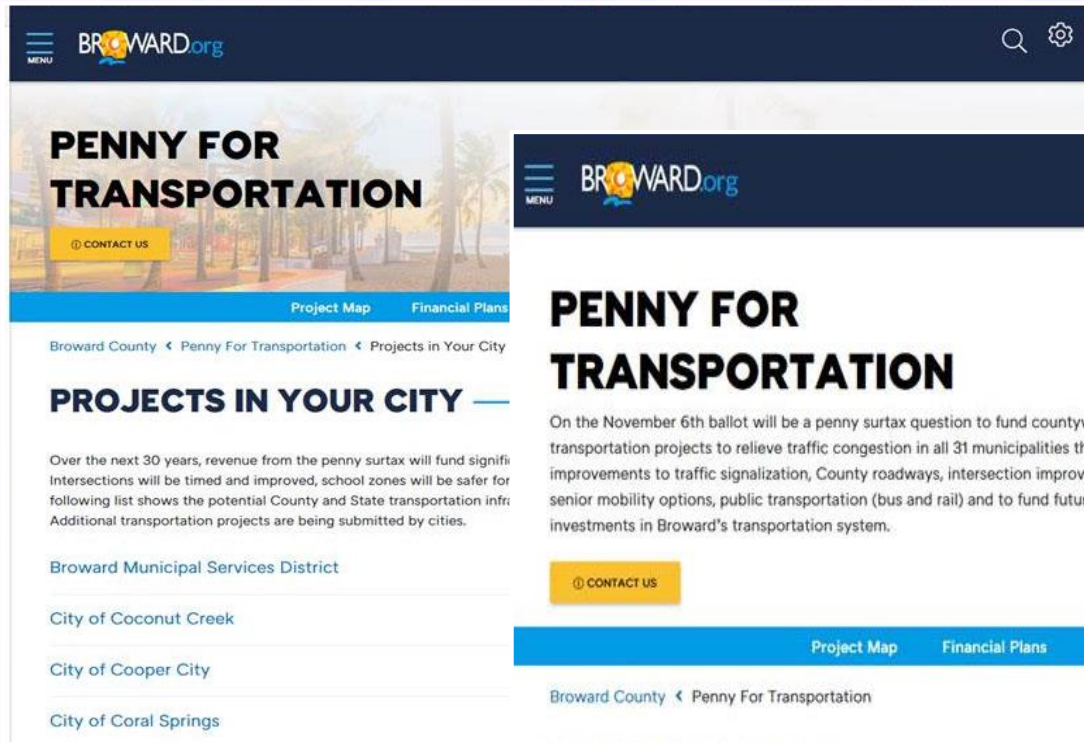 MENU
BROWARD.org
PENNY FOR
TRANSPORTATION
CONTACT US
Project Map Financial Plans
Broward County < Penny For Transportation < Projects in Your City
PROJECTS IN YOUR CITY
Over the next 30 years, revenue from the penny surtax will fund
Intersections will be timed and improved, school zones will be safer for
following list shows the potential County and State transportation
Additional transportation projects are being submitted by cities.
Broward Municipal Services District
City of Coconut Creek
City of Cooper City
City of Coral Springs
MENU
BROWARD.org
PENNY FOR
TRANSPORTATION
On the November 6th ballot will be a penny surtax question to fund
transportation projects to relieve traffic congestion in all 31 municipalities
improvements to traffic signalization, County roadways, intersection
senior mobility options, public transportation (bus and rail) and to fund
investments in Broward's transportation system.
CONTACT US
Project Map Financial Plans
Broward County < Penny For Transportation